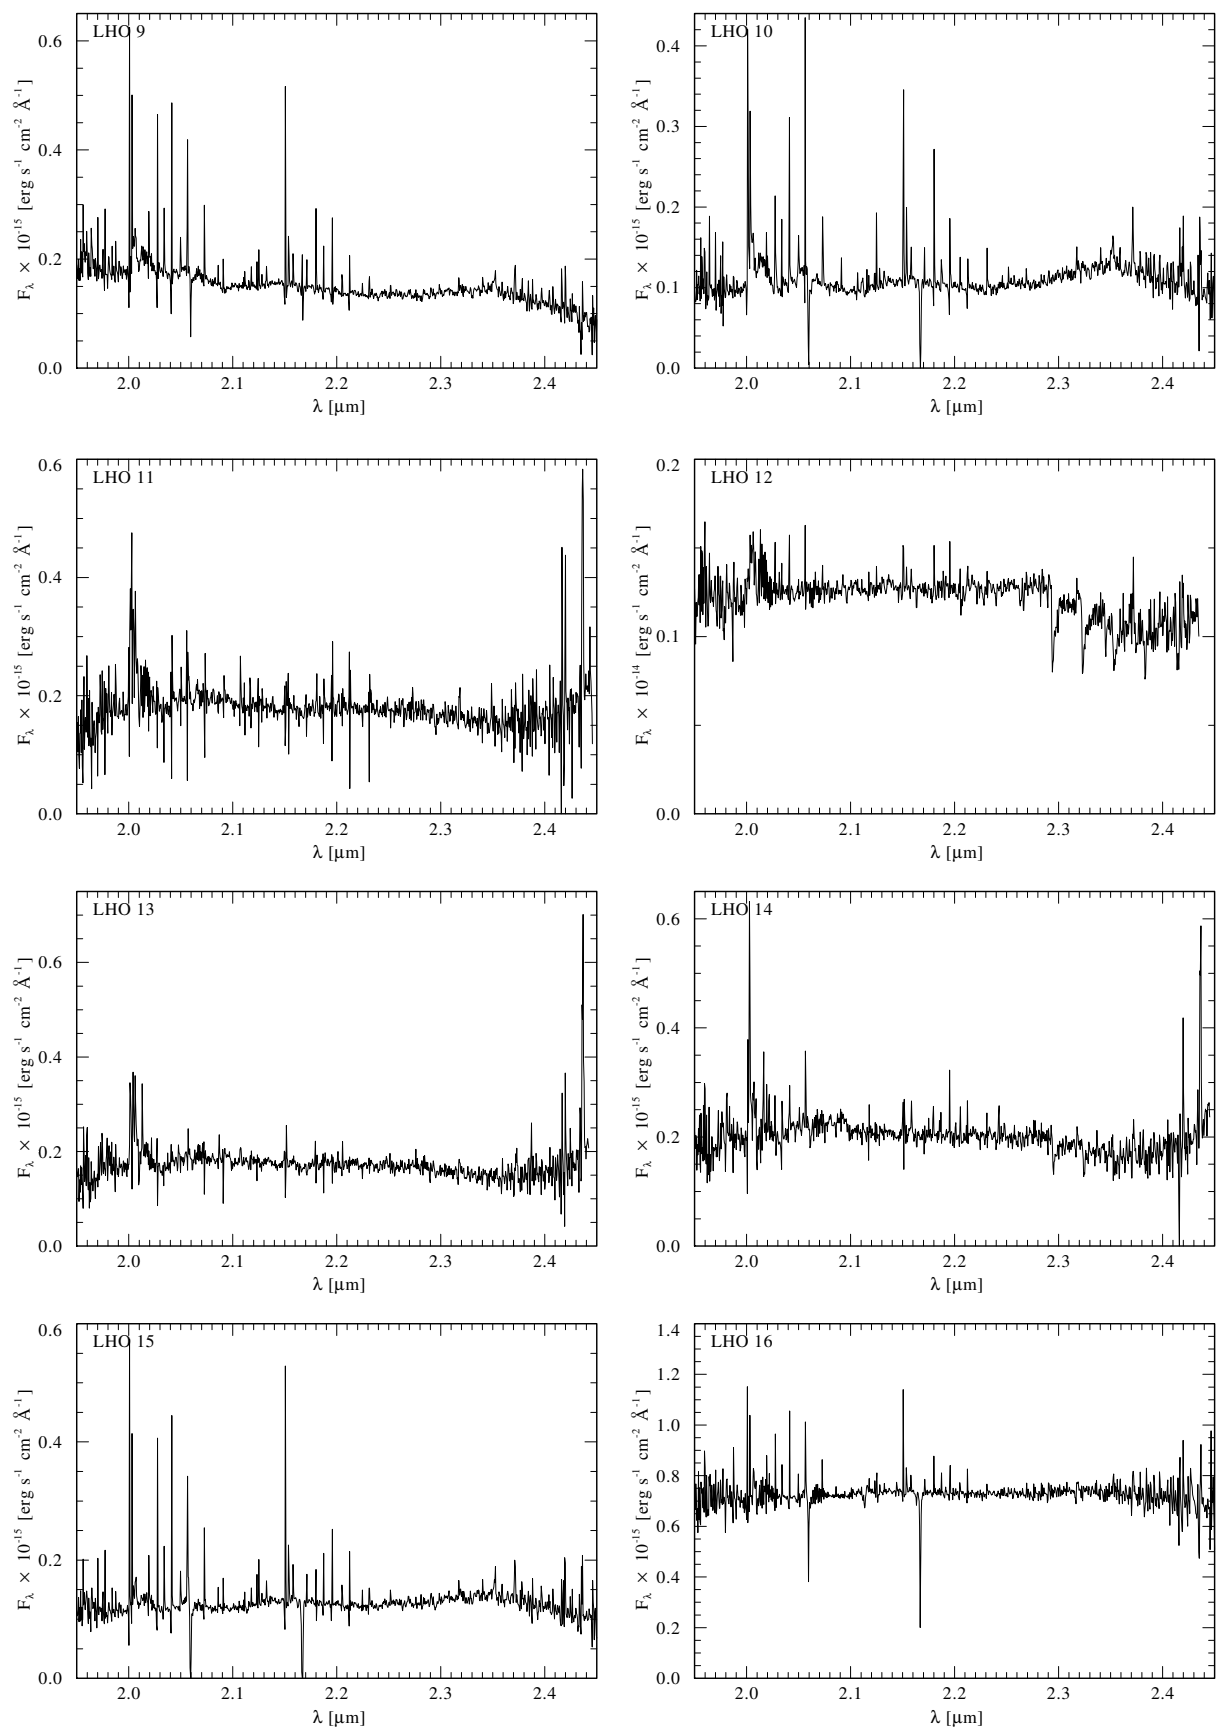 LHO 9
0.6
0.4
0.2
0.0
F_λ × 10^-15 [erg s^-1 cm^-2 Å^-1]
2.0 2.1 2.2 2.3 2.4
λ [μm]
LHO 10
0.4
0.3
0.2
0.1
0.0
F_λ × 10^-15 [erg s^-1 cm^-2 Å^-1]
2.0 2.1 2.2 2.3 2.4
λ [μm]
LHO 11
0.6
0.4
0.2
0.0
F_λ × 10^-15 [erg s^-1 cm^-2 Å^-1]
2.0 2.1 2.2 2.3 2.4
λ [μm]
LHO 12
0.2
0.1
0.0
F_λ × 10^-14 [erg s^-1 cm^-2 Å^-1]
2.0 2.1 2.2 2.3 2.4
λ [μm]
LHO 13
0.6
0.4
0.2
0.0
F_λ × 10^-15 [erg s^-1 cm^-2 Å^-1]
2.0 2.1 2.2 2.3 2.4
λ [μm]
LHO 14
0.6
0.4
0.2
0.0
F_λ × 10^-15 [erg s^-1 cm^-2 Å^-1]
2.0 2.1 2.2 2.3 2.4
λ [μm]
LHO 15
0.6
0.4
0.2
0.0
F_λ × 10^-15 [erg s^-1 cm^-2 Å^-1]
2.0 2.1 2.2 2.3 2.4
λ [μm]
LHO 16
1.4
1.2
1.0
0.8
0.6
0.4
0.2
0.0
F_λ × 10^-15 [erg s^-1 cm^-2 Å^-1]
2.0 2.1 2.2 2.3 2.4
λ [μm]